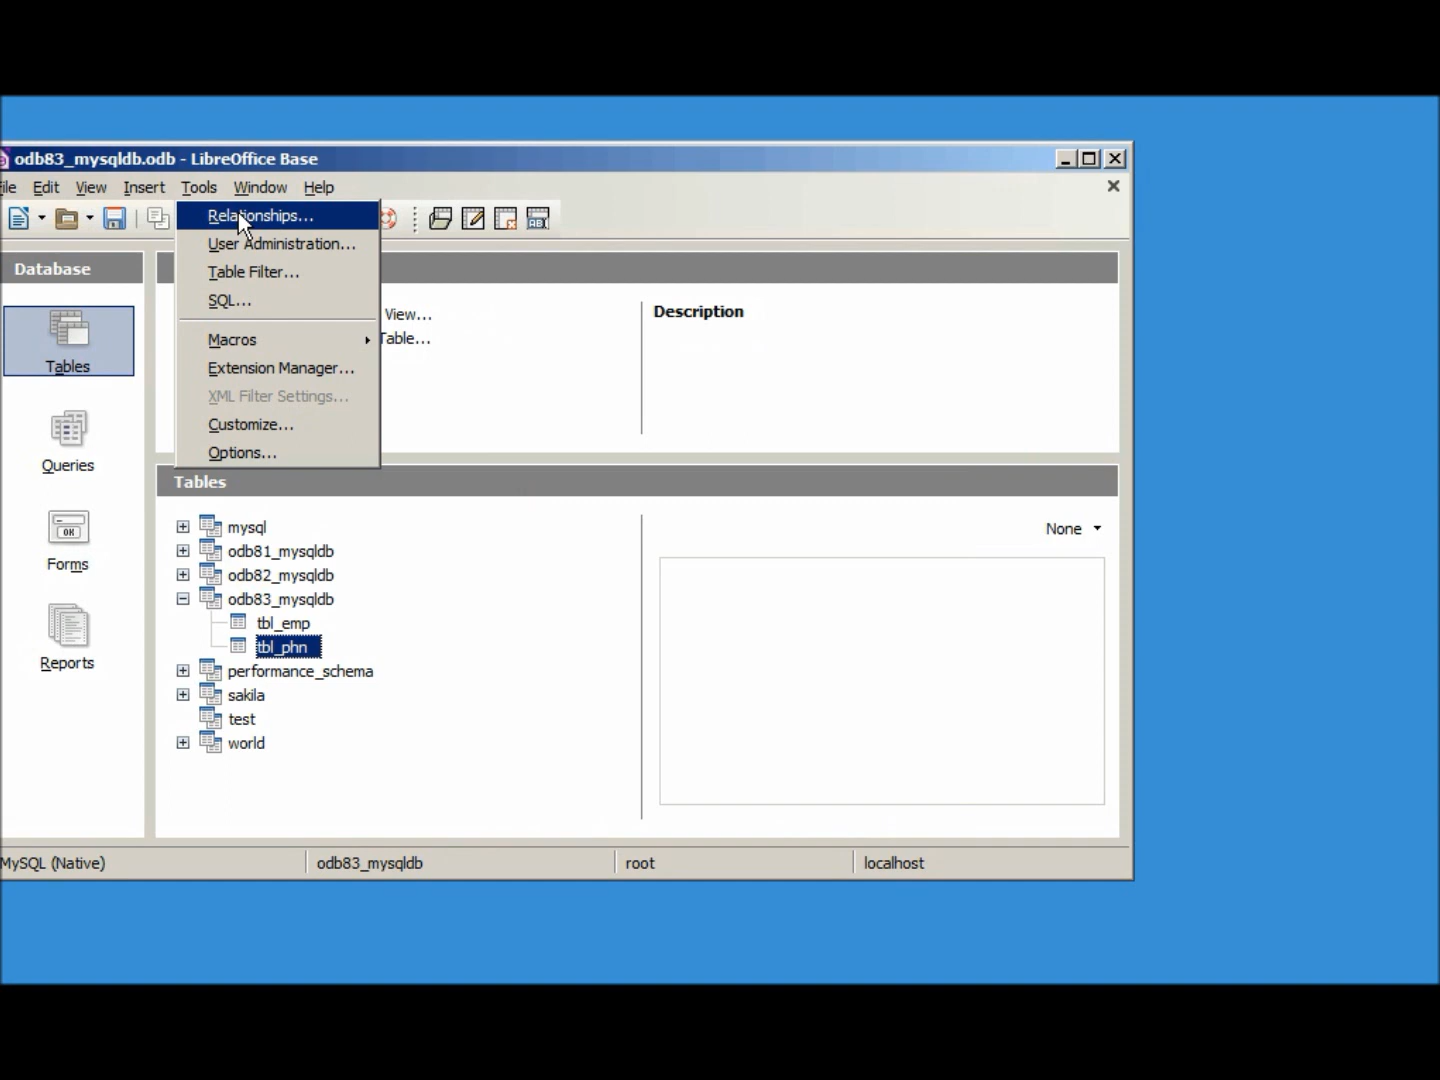 odb83_mysqldb.odb - LibreOffice Base
ile Edit View Insert Tools Window Help
Relationships...
User Administration...
Table Filter...
SQL...
Macros
Extension Manager...
XML Filter Settings...
Customize...
Options...
Database
Tables
Queries
Forms
Reports
View...
Table...
Description
Tables
mysql
odb81_mysqldb
odb82_mysqldb
odb83_mysqldb
tbl_emp
tbl_phn
performance_schema
sakila
test
world
None
MySQL (Native) odb83_mysqldb root localhost